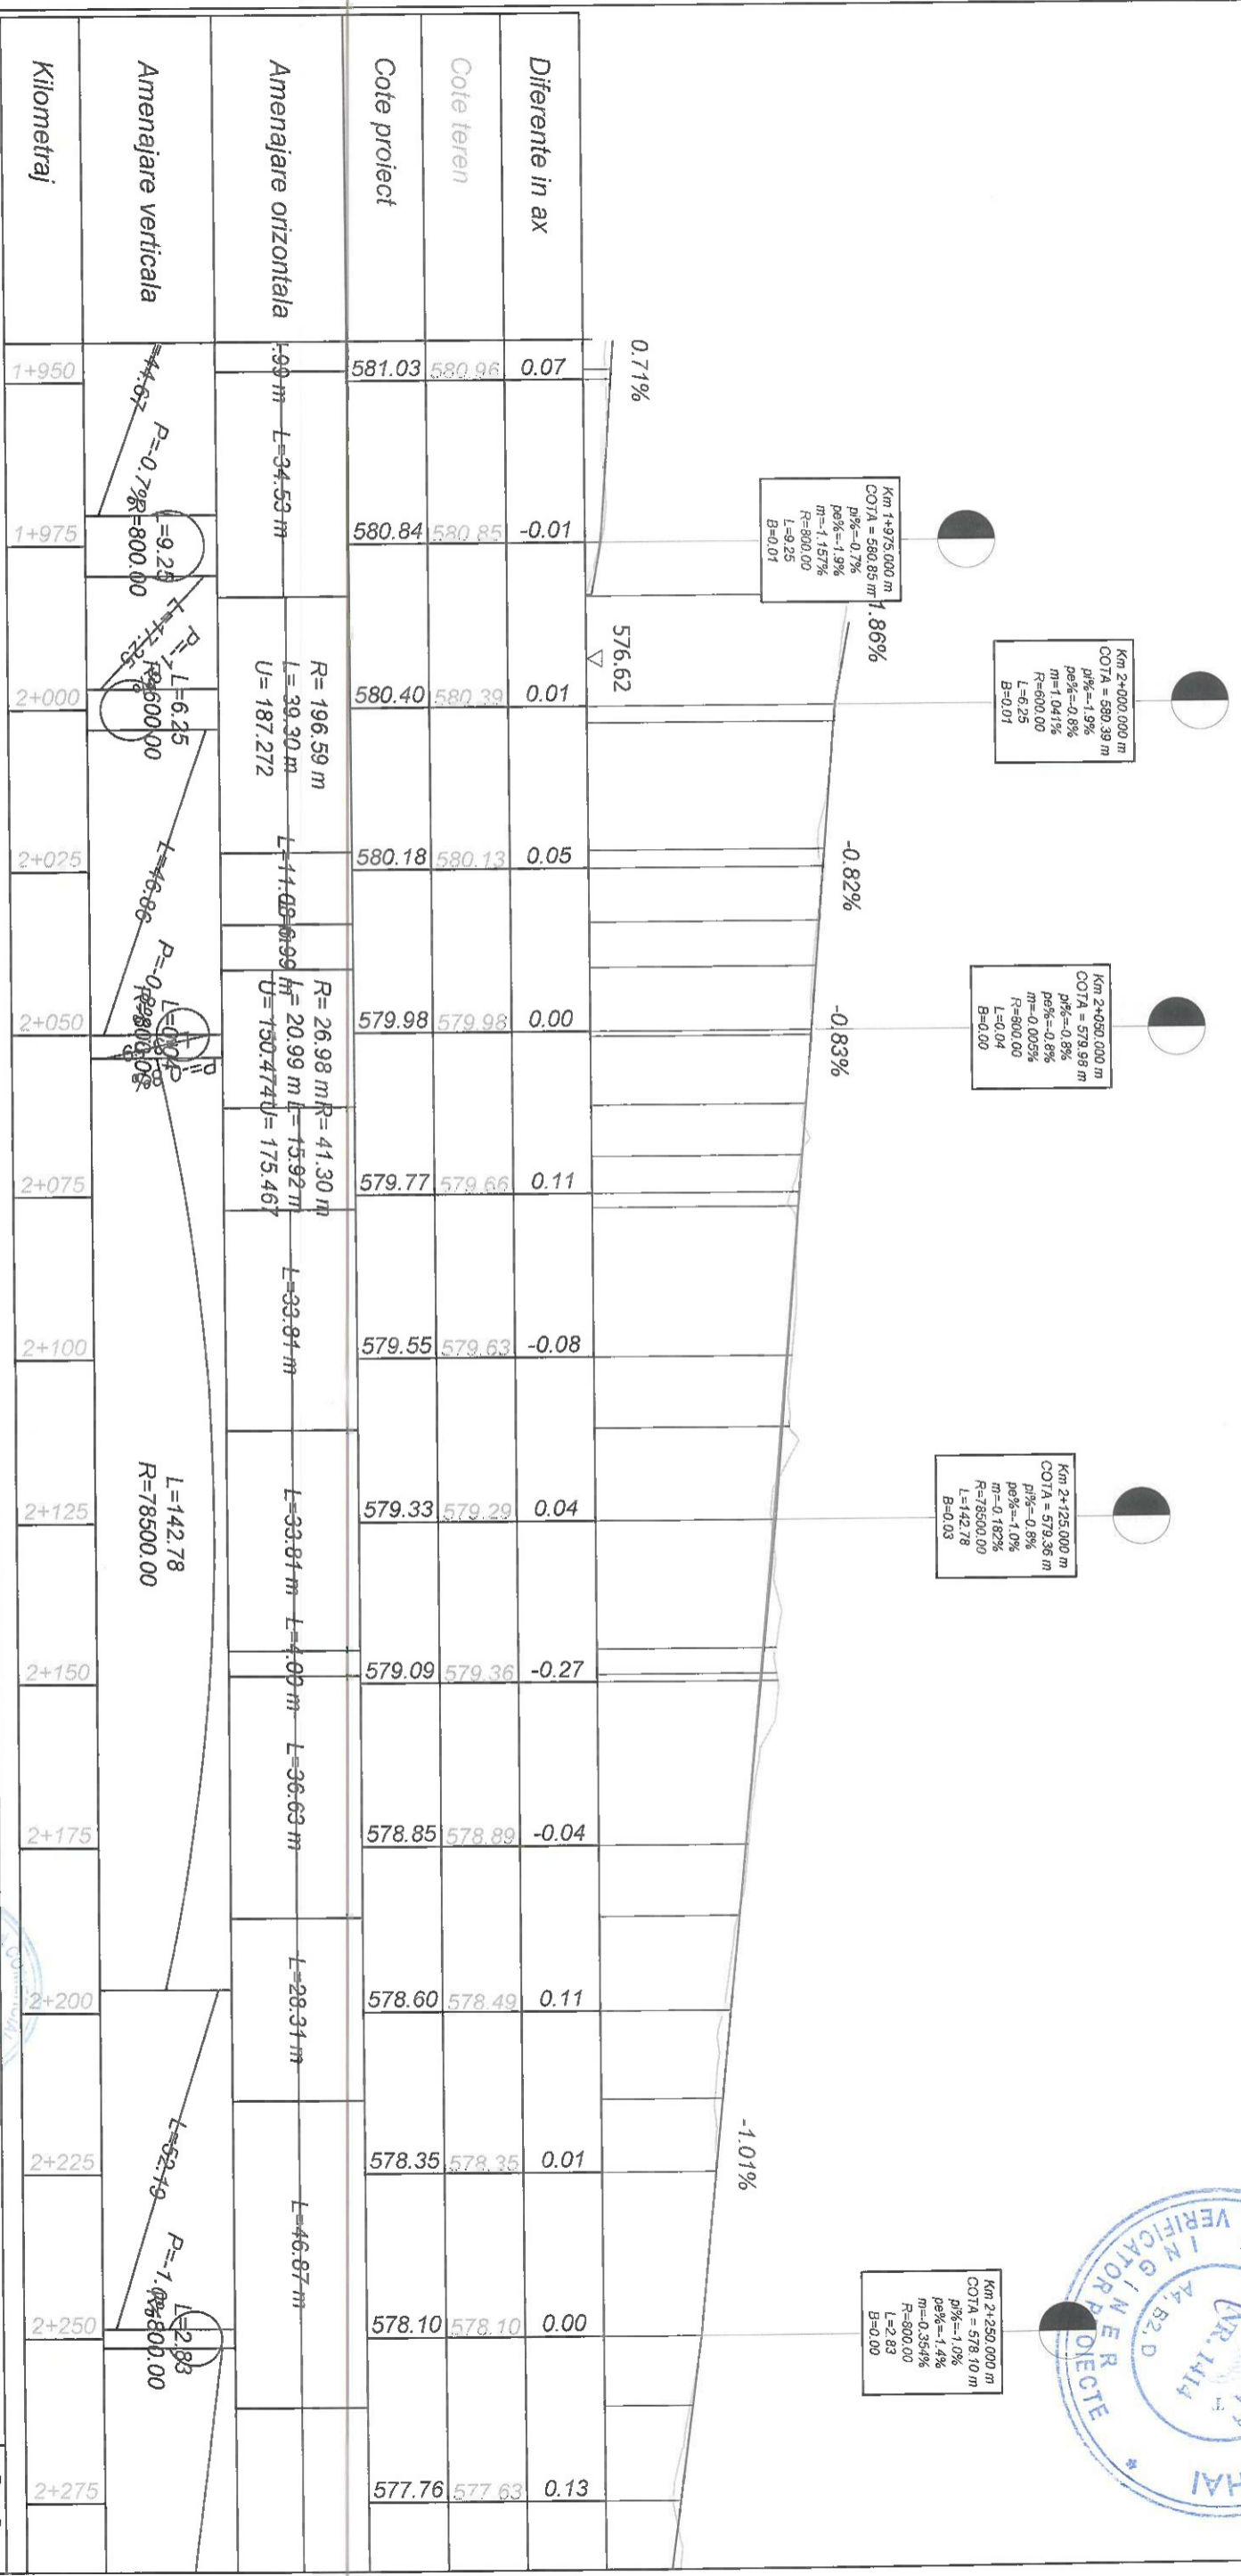 Km 1+975.000 m
COTA = 580.85 m
pi%=-0.7%
pe%=-1.9%
m=-1.157%
R=800.00
L=9.25
B=0.01
Km 2+000.000 m
COTA = 580.39 m
pi%=-1.9%
pe%=-0.8%
m=1.041%
R=600.00
L=6.25
B=0.01
Km 2+050.000 m
COTA = 579.98 m
pi%=-0.8%
pe%=-0.8%
m=-0.005%
R=800.00
L=0.04
B=0.00
Km 2+125.000 m
COTA = 579.36 m
pi%=-0.8%
pe%=-1.0%
m=-0.182%
R=78500.00
L=142.78
B=0.03
Km 2+250.000 m
COTA = 578.10 m
pi%=-1.0%
pe%=-1.4%
m=-0.354%
R=800.00
L=2.83
B=0.00
0.71%
1.86%
-0.82%
-0.83%
-1.01%
576.62
Diferente in ax
0.07
-0.01
0.01
0.05
0.00
0.11
-0.08
0.04
-0.27
-0.04
0.11
0.01
0.00
0.13
Cote teren
580.96
580.85
580.39
580.13
579.98
579.66
579.63
579.29
579.36
578.89
578.49
578.35
578.10
577.63
Cote proiect
581.03
580.84
580.40
580.18
579.98
579.77
579.55
579.33
579.09
578.85
578.60
578.35
578.10
577.76
Amenajare orizontala
L=34.53 m
R= 196.59 m
L= 39.30 m
U= 187.272
L=11.08
6.99 m
R= 26.98 m
L= 20.99 m
U= 150.474
R= 41.30 m
L= 15.92 m
U= 175.467
L=33.81 m
L=33.81 m
L=4.00 m
L=36.63 m
L=28.31 m
L=46.87 m
Amenajare verticala
=44.67
P=-0.7%
L=9.25
R=800.00
L=6.25
R=600.00
L=46.86
L=142.78
R=78500.00
L=52.19
L=2.83
R=800.00
Kilometraj
1+950
1+975
2+000
2+025
2+050
2+075
2+100
2+125
2+150
2+175
2+200
2+225
2+250
2+275
VERIFICATOR PROIECTE
INGINER
A4, B2, D
NR. 1414